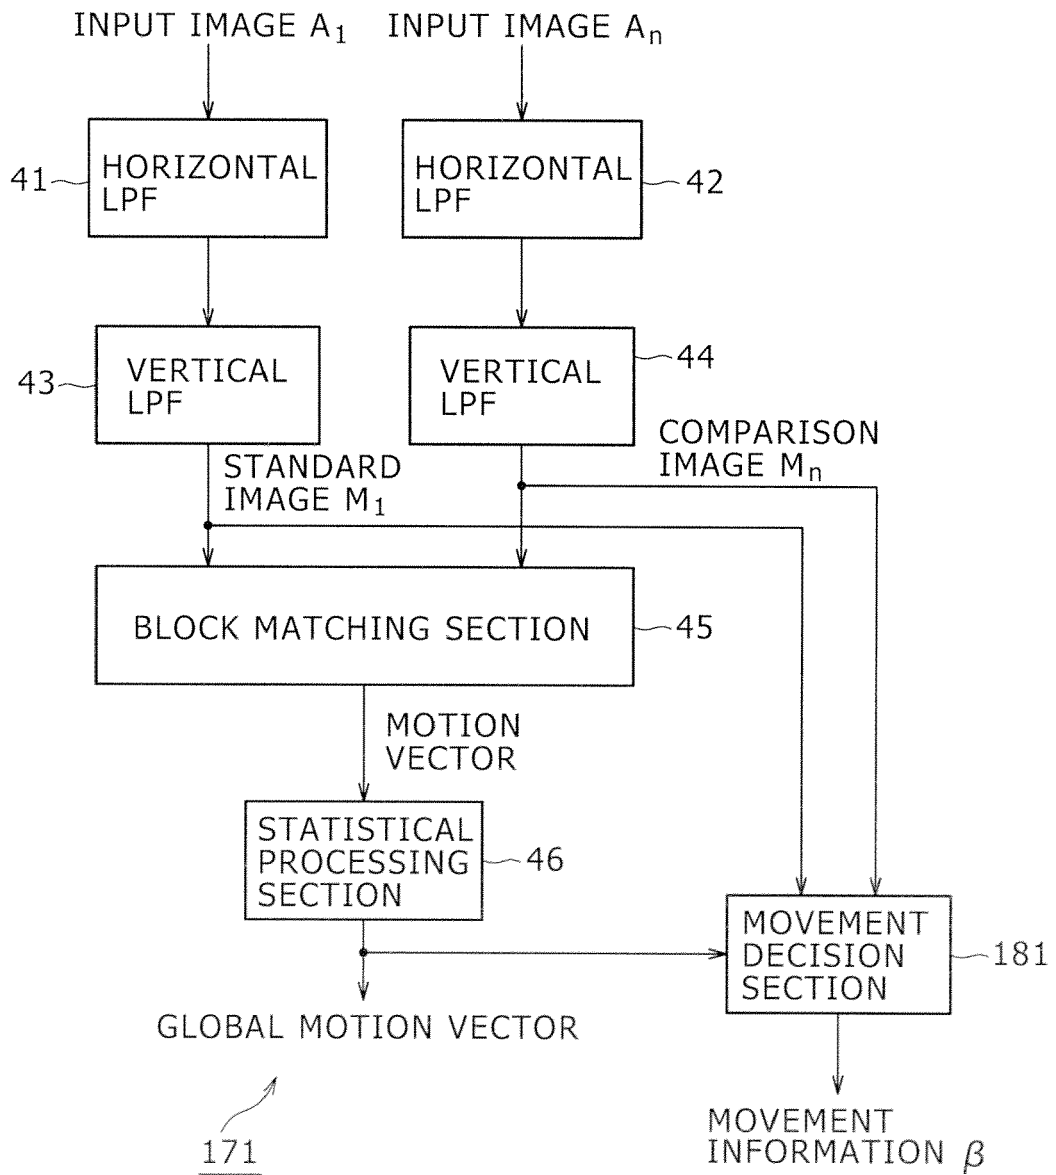 INPUT IMAGE A1
INPUT IMAGE An
HORIZONTAL
LPF
41
HORIZONTAL
LPF
42
VERTICAL
LPF
43
VERTICAL
LPF
44
STANDARD
IMAGE M1
COMPARISON
IMAGE Mn
BLOCK MATCHING SECTION
45
MOTION
VECTOR
STATISTICAL
PROCESSING
SECTION
46
MOVEMENT
DECISION
SECTION
181
GLOBAL MOTION VECTOR
171
MOVEMENT
INFORMATION β